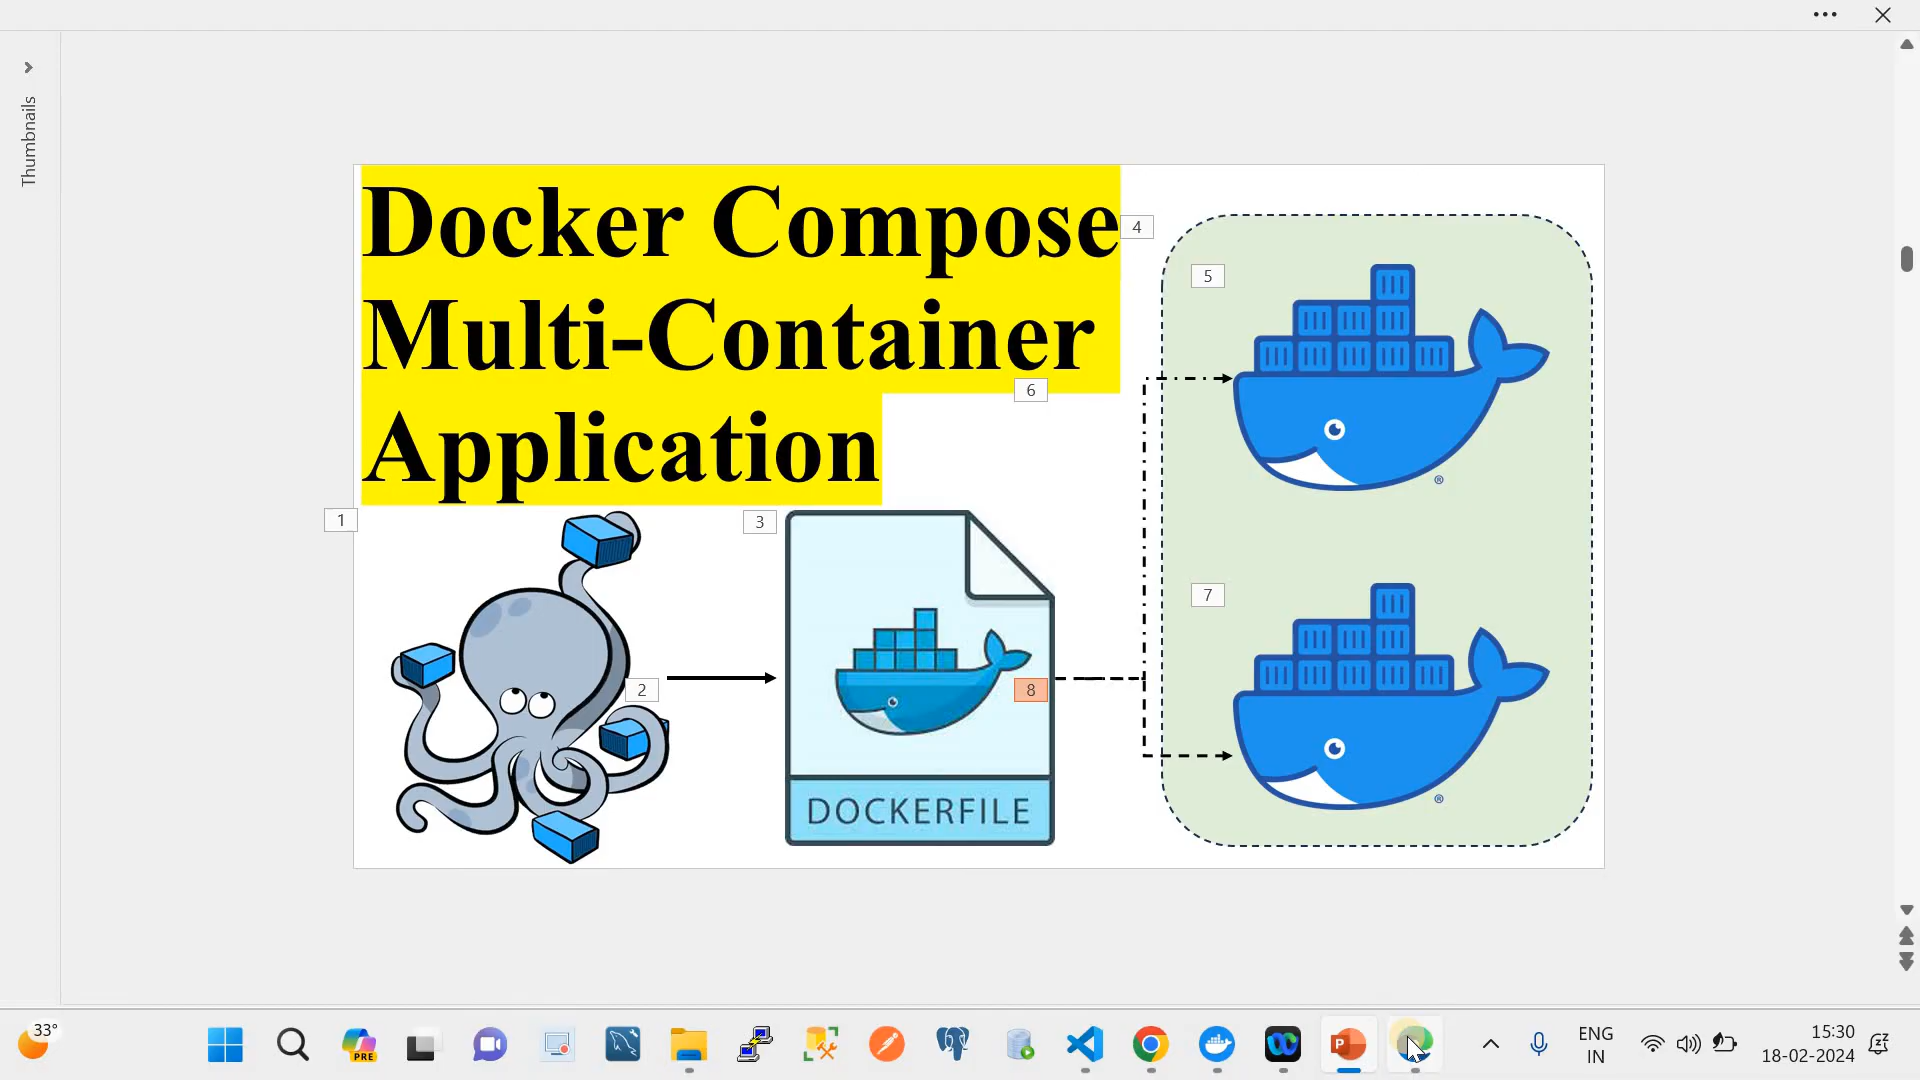 Thumbnails
Docker Compose
Multi-Container
Application
4
5
6
1
3
2
8
7
DOCKERFILE
®
®
33°
PRE
P
ENG
IN
15:30
18-02-2024